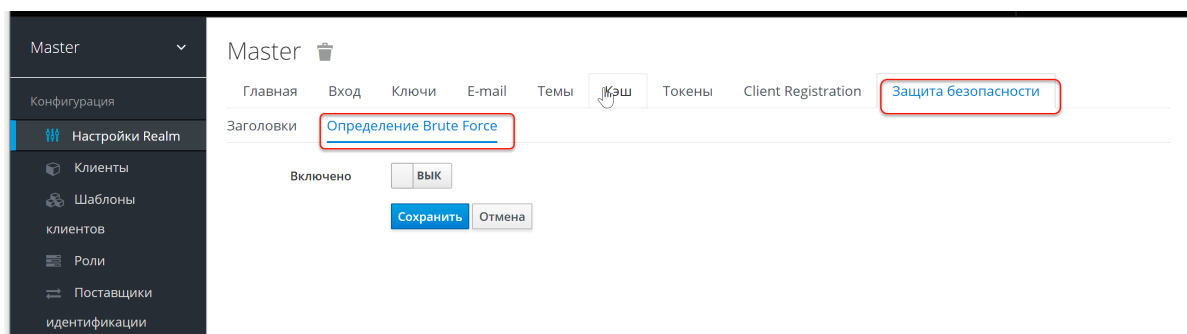 Master
Конфигурация
Настройки Realm
Клиенты
Шаблоны
клиентов
Роли
Поставщики
идентификации
Master
Главная Вход Ключи E-mail Темы Кэш Токены Client Registration Защита безопасности
Заголовки Определение Brute Force
Включено ВЫК
Сохранить Отмена